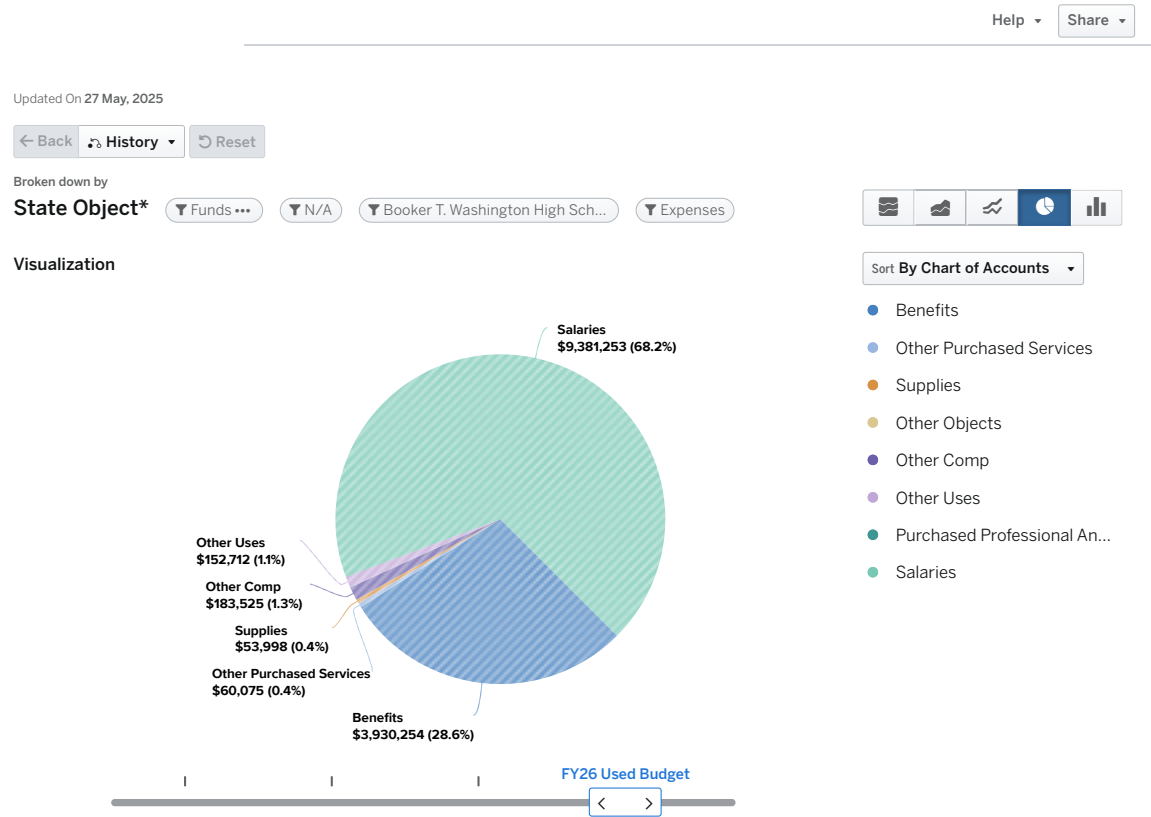 Help
Share
Updated On 27 May, 2025
Back
History
Reset
Broken down by
State Object*
Funds •••
N/A
Booker T. Washington High Sch...
Expenses
Visualization
Sort By Chart of Accounts
Benefits
Other Purchased Services
Supplies
Other Objects
Other Comp
Other Uses
Purchased Professional An...
Salaries
Salaries
$9,381,253 (68.2%)
Other Uses
$152,712 (1.1%)
Other Comp
$183,525 (1.3%)
Supplies
$53,998 (0.4%)
Other Purchased Services
$60,075 (0.4%)
Benefits
$3,930,254 (28.6%)
FY26 Used Budget